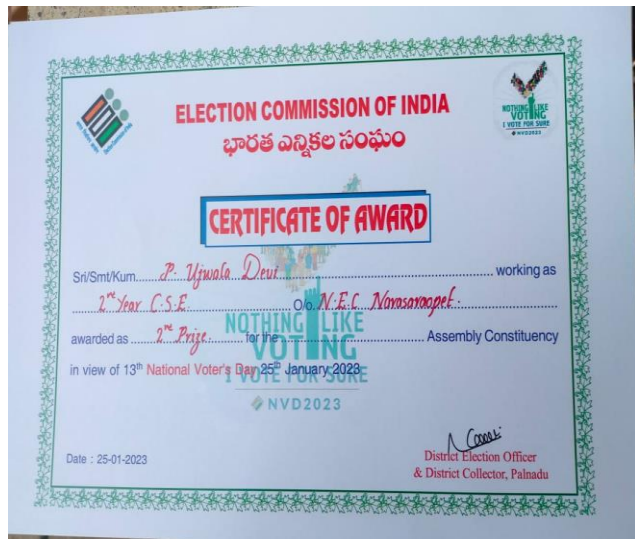 ELECTION COMMISSION OF INDIA
భారత ఎన్నికల సంఘం
NOTHING LIKE
VOTING
I VOTE FOR SURE
NVD2023
CERTIFICATE OF AWARD
Sri/Smt/Kum. P. Ujwala Devi working as
2nd Year C.S.E O/o. N.E.C Narasaraopet.
awarded as 2nd Prize. for the Assembly Constituency
in view of 13th National Voter's Day 25th January 2023
NOTHING LIKE
VOTING
I VOTE FOR SURE
NVD2023
Date : 25-01-2023
District Election Officer
& District Collector, Palnadu